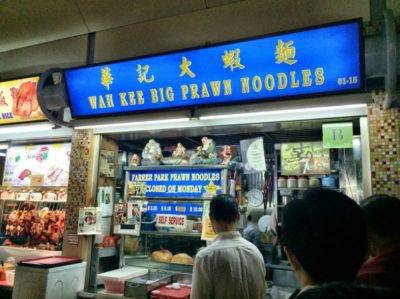 華記大蝦麵
WAH KEE BIG PRAWN NOODLES
01-15
B
FARRER PARK PRAWN NOODLES
CLOSED ON MONDAY
SELF SERVICE